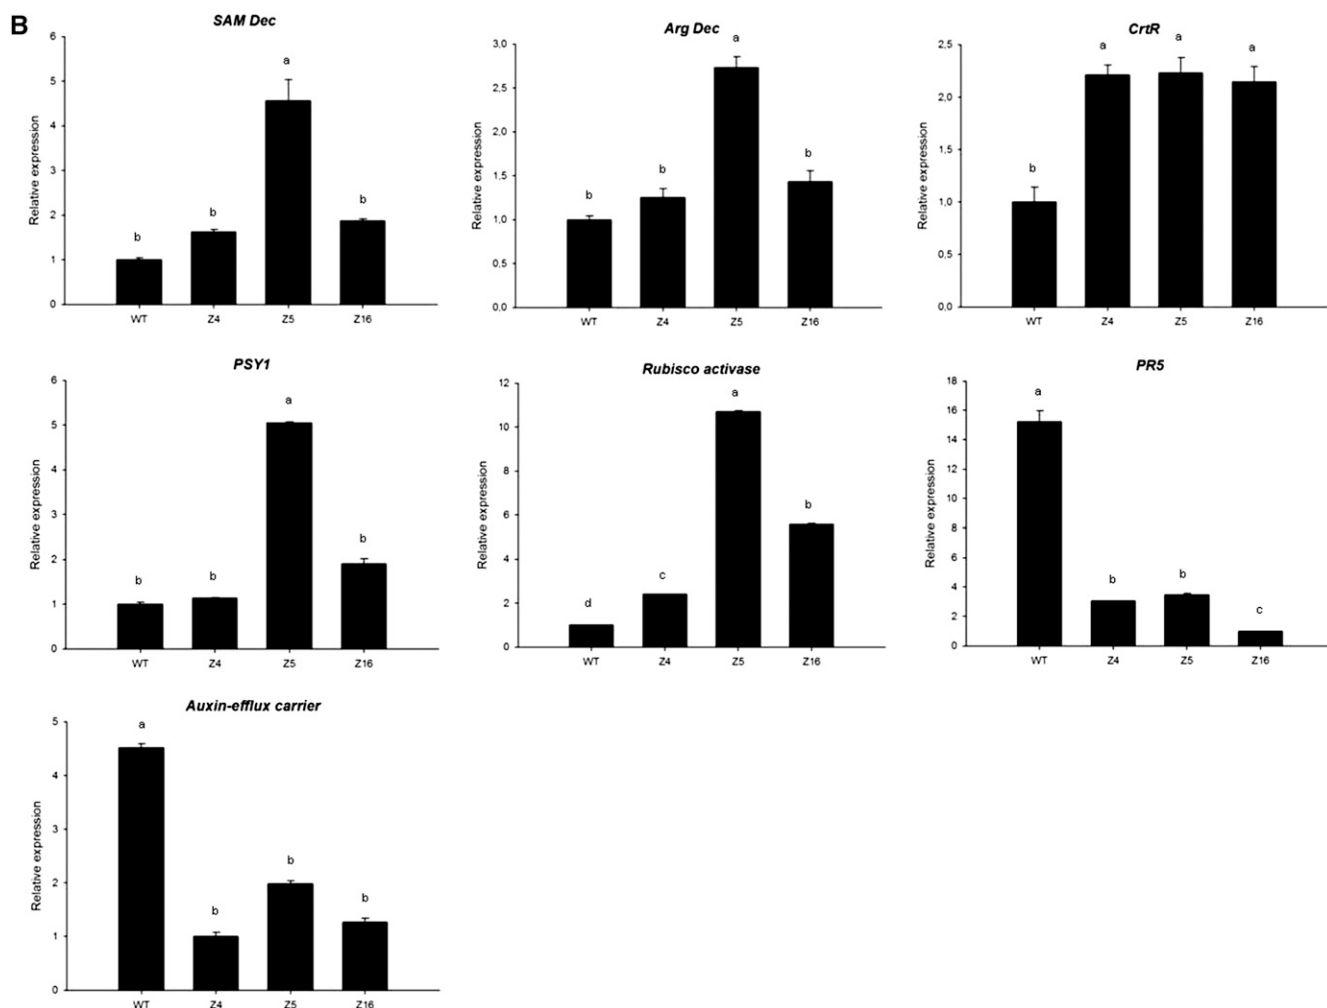 B
SAM Dec
6
5
4
3
2
1
0
Relative expression
b
b
a
b
WT Z4 Z5 Z16
Arg Dec
3,0
2,5
2,0
1,5
1,0
0,5
0,0
Relative expression
b
b
a
b
WT Z4 Z5 Z16
CrtR
2,5
2,0
1,5
1,0
0,5
0,0
Relative expression
b
a
a
a
WT Z4 Z5 Z16
PSY1
6
5
4
3
2
1
0
Relative expression
b
b
a
b
WT Z4 Z5 Z16
Rubisco activase
12
10
8
6
4
2
0
Relative expression
d
c
a
b
WT Z4 Z5 Z16
PR5
18
16
14
12
10
8
6
4
2
0
Relative expression
a
b
b
c
WT Z4 Z5 Z16
Auxin-efflux carrier
5
4
3
2
1
0
Relative expression
a
b
b
b
WT Z4 Z5 Z16